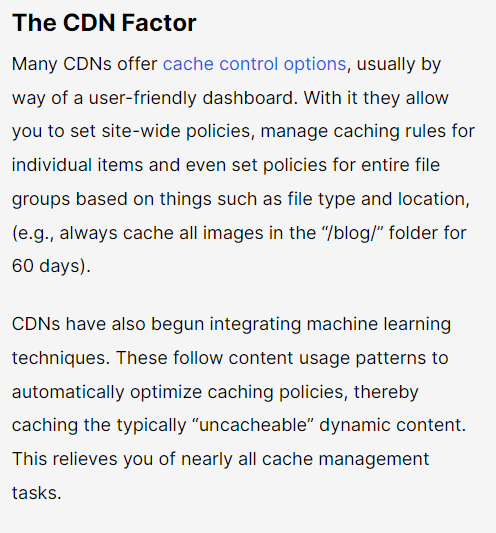 The CDN Factor
Many CDNs offer cache control options, usually by
way of a user-friendly dashboard. With it they allow
you to set site-wide policies, manage caching rules for
individual items and even set policies for entire file
groups based on things such as file type and location,
(e.g., always cache all images in the “/blog/” folder for
60 days).
CDNs have also begun integrating machine learning
techniques. These follow content usage patterns to
automatically optimize caching policies, thereby
caching the typically “uncacheable” dynamic content.
This relieves you of nearly all cache management
tasks.